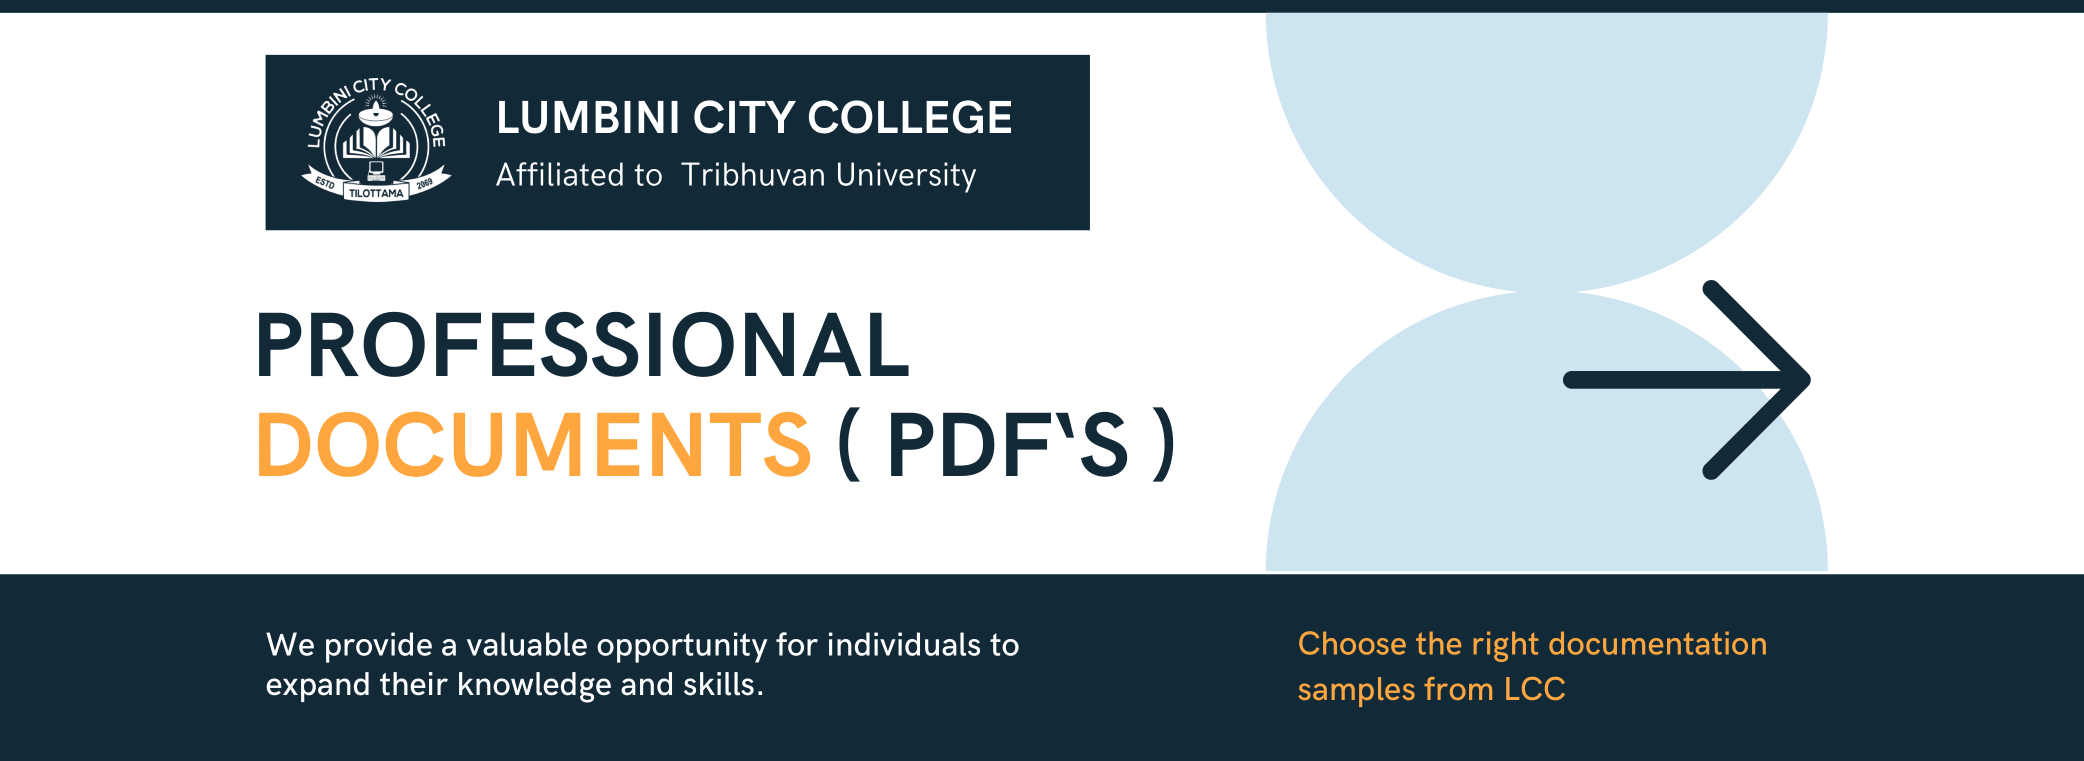 LUMBINI CITY COLLEGE
ESTD
TILOTTAMA
2069
LUMBINI CITY COLLEGE
Affiliated to Tribhuvan University
PROFESSIONAL
DOCUMENTS ( PDF‘S )
We provide a valuable opportunity for individuals to
expand their knowledge and skills.
Choose the right documentation
samples from LCC